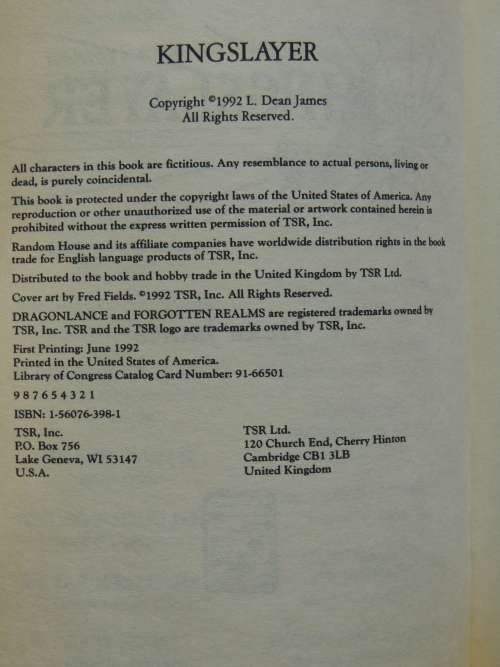 KINGSLAYER
Copyright ©1992 L. Dean James
All Rights Reserved.
All characters in this book are fictitious. Any resemblance to actual persons, living or
dead, is purely coincidental.
This book is protected under the copyright laws of the United States of America. Any
reproduction or other unauthorized use of the material or artwork contained herein is
prohibited without the express written permission of TSR, Inc.
Random House and its affiliate companies have worldwide distribution rights in the book
trade for English language products of TSR, Inc.
Distributed to the book and hobby trade in the United Kingdom by TSR Ltd.
Cover art by Fred Fields. ©1992 TSR, Inc. All Rights Reserved.
DRAGONLANCE and FORGOTTEN REALMS are registered trademarks owned by
TSR, Inc. TSR and the TSR logo are trademarks owned by TSR, Inc.
First Printing: June 1992
Printed in the United States of America.
Library of Congress Catalog Card Number: 91-66501
9 8 7 6 5 4 3 2 1
ISBN: 1-56076-398-1
TSR, Inc.
P.O. Box 756
Lake Geneva, WI 53147
U.S.A.
TSR Ltd.
120 Church End, Cherry Hinton
Cambridge CB1 3LB
United Kingdom